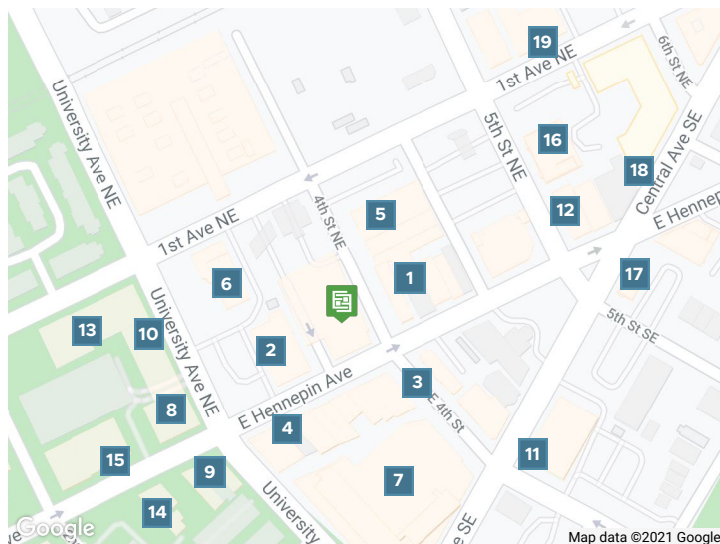 19
1st Ave NE
6th St NE
University Ave NE
5th St NE
16
Central Ave SE
18
4th St NE
5
12
E Hennepin
1st Ave NE
1
17
6
13
10
2
5th St SE
University Ave NE
E Hennepin Ave
3
8
E 4th St
4
15
9
7
11
14
University
Ave SE
Google
Map data ©2021 Google